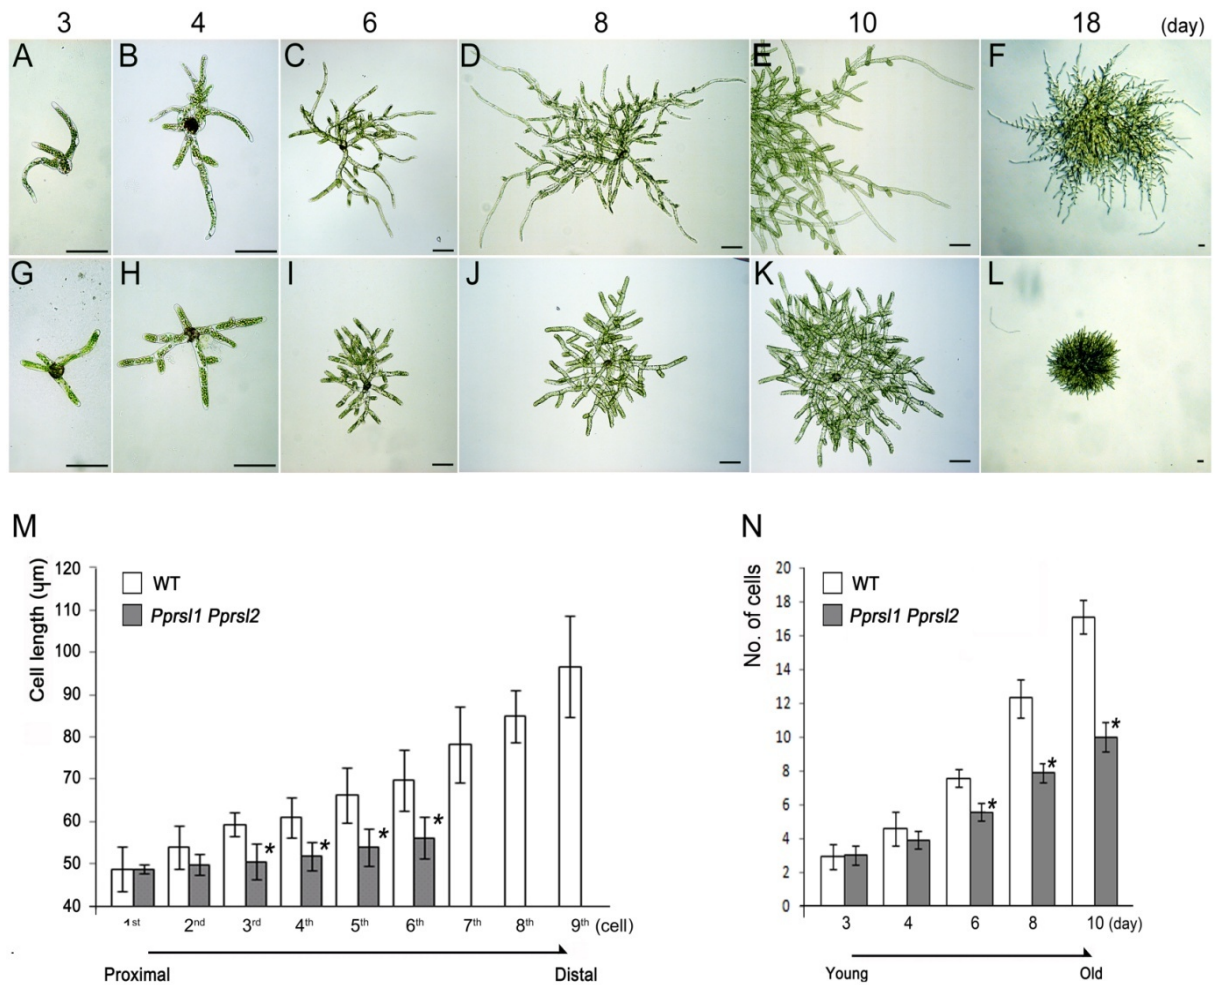 3 4 6 8 10 18 (day)
A B C D E F
G H I J K L
M
Cell length (µm)
120
110
100
90
80
70
60
50
40
WT
Pprsl1 Pprsl2
* * * *
1st 2nd 3rd 4th 5th 6th 7th 8th 9th (cell)
Proximal Distal
N
No. of cells
20
18
16
14
12
10
8
6
4
2
0
WT
Pprsl1 Pprsl2
* * *
3 4 6 8 10 (day)
Young Old